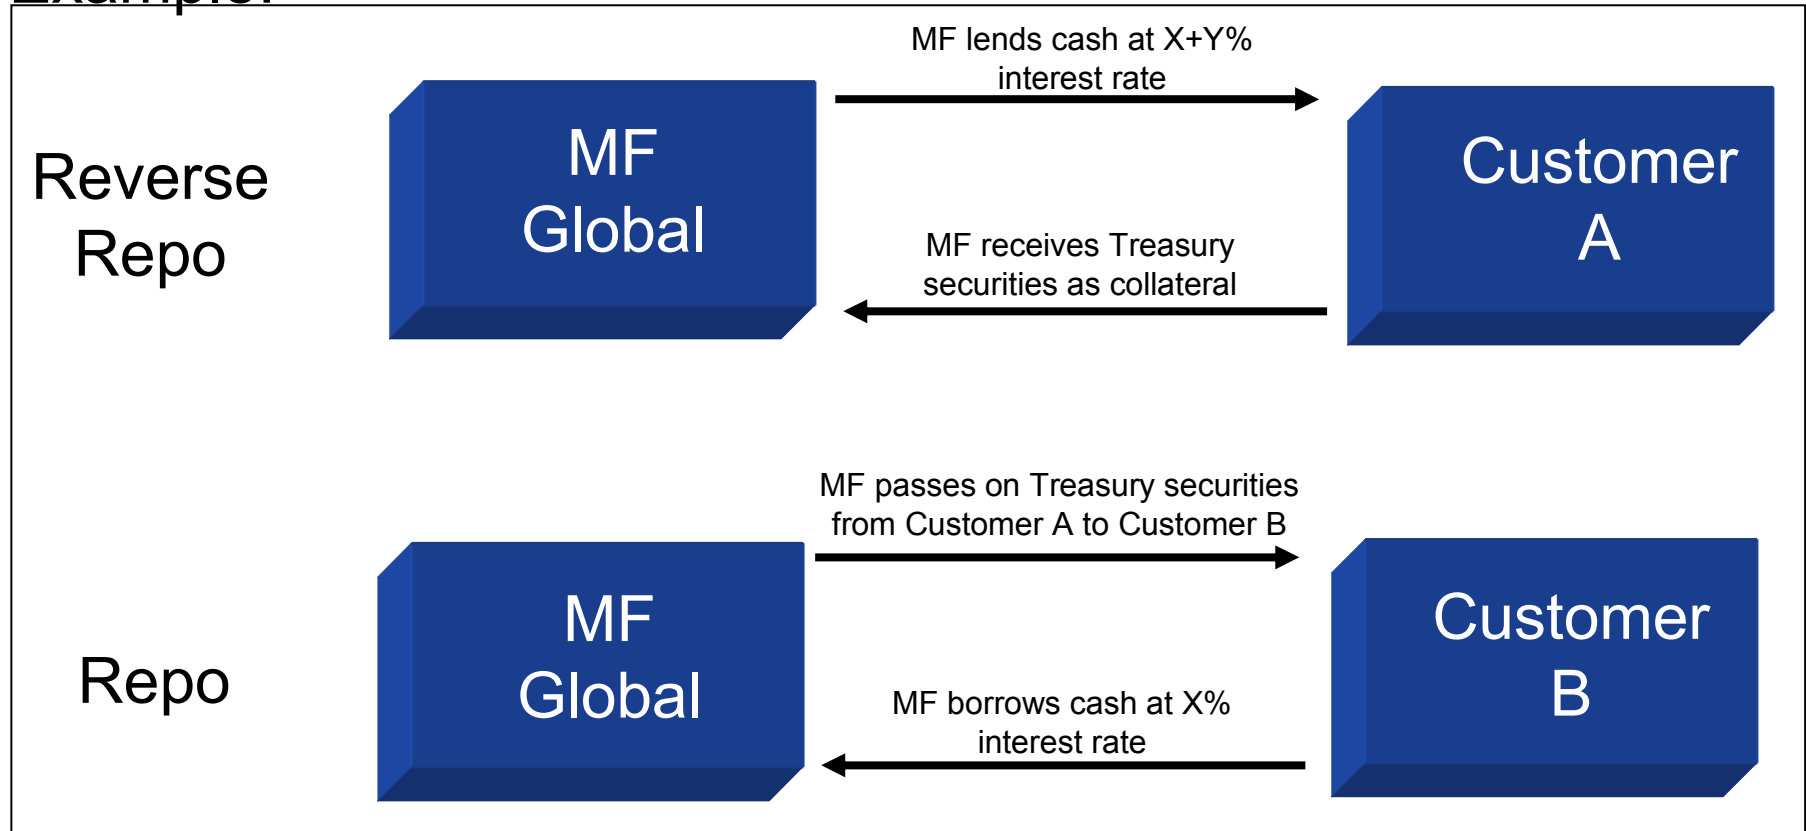 Example:
MF lends cash at X+Y%
interest rate
Reverse
Repo
MF
Global
Customer
A
MF receives Treasury
securities as collateral
MF passes on Treasury securities
from Customer A to Customer B
Repo
MF
Global
Customer
B
MF borrows cash at X%
interest rate